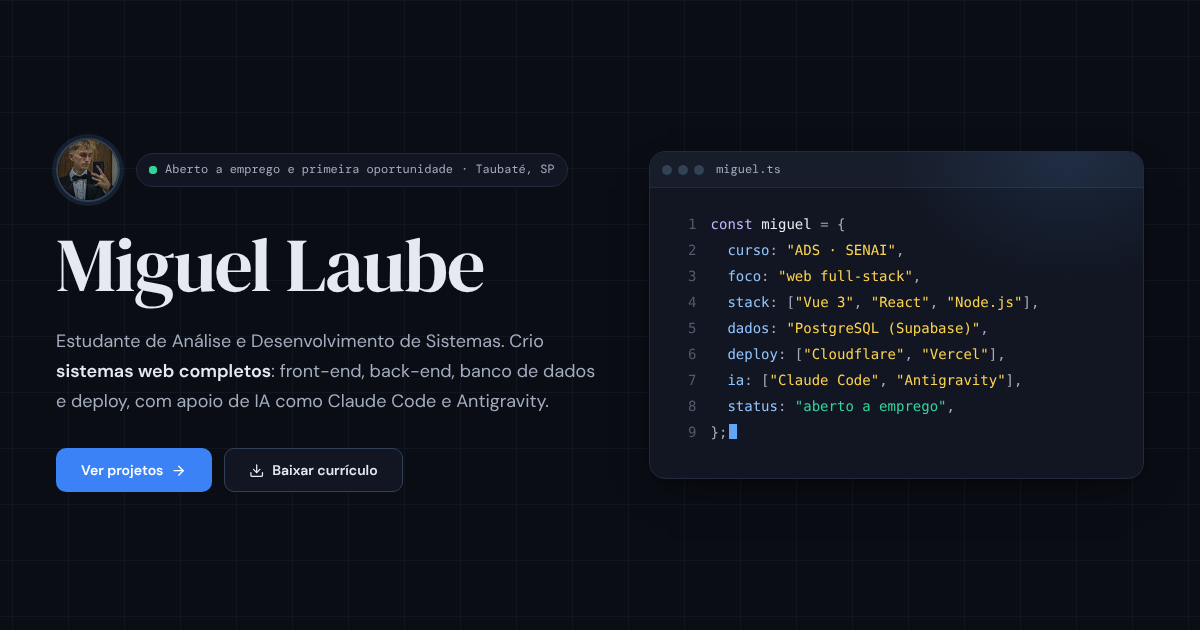 Aberto a emprego e primeira oportunidade · Taubaté, SP
Miguel Laube
Estudante de Análise e Desenvolvimento de Sistemas. Crio
sistemas web completos: front-end, back-end, banco de dados
e deploy, com apoio de IA como Claude Code e Antigravity.
Ver projetos →
Baixar currículo
miguel.ts
1 const miguel = {
2   curso: "ADS · SENAI",
3   foco: "web full-stack",
4   stack: ["Vue 3", "React", "Node.js"],
5   dados: "PostgreSQL (Supabase)",
6   deploy: ["Cloudflare", "Vercel"],
7   ia: ["Claude Code", "Antigravity"],
8   status: "aberto a emprego",
9 };